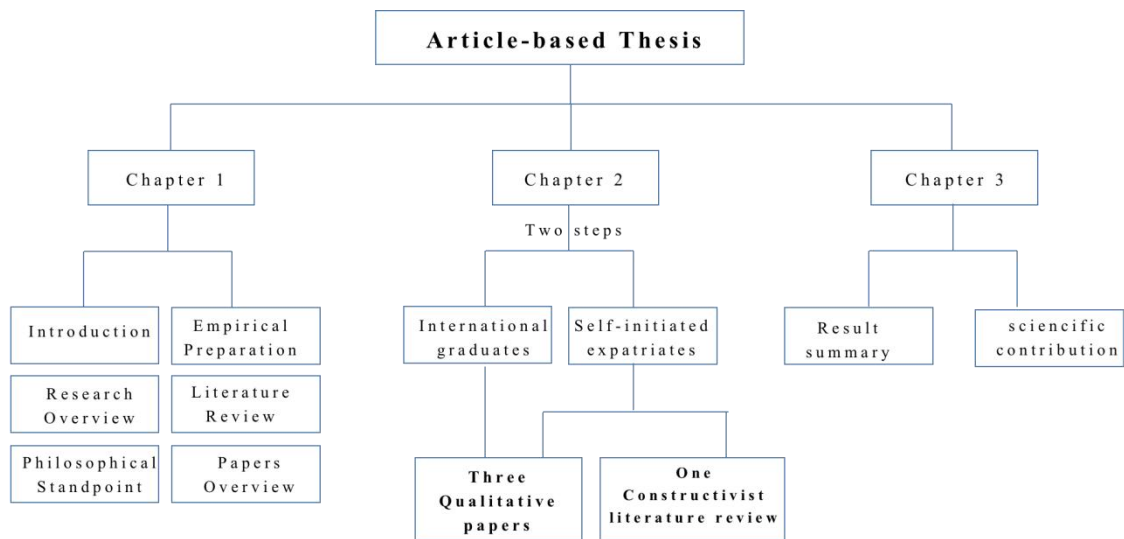 Article-based Thesis
Chapter 1
Chapter 2
Chapter 3
Two steps
Introduction
Empirical
Preparation
Research
Overview
Literature
Review
Philosophical
Standpoint
Papers
Overview
International
graduates
Self-initiated
expatriates
Three
Qualitative
papers
One
Constructivist
literature review
Result
summary
sciencific
contribution